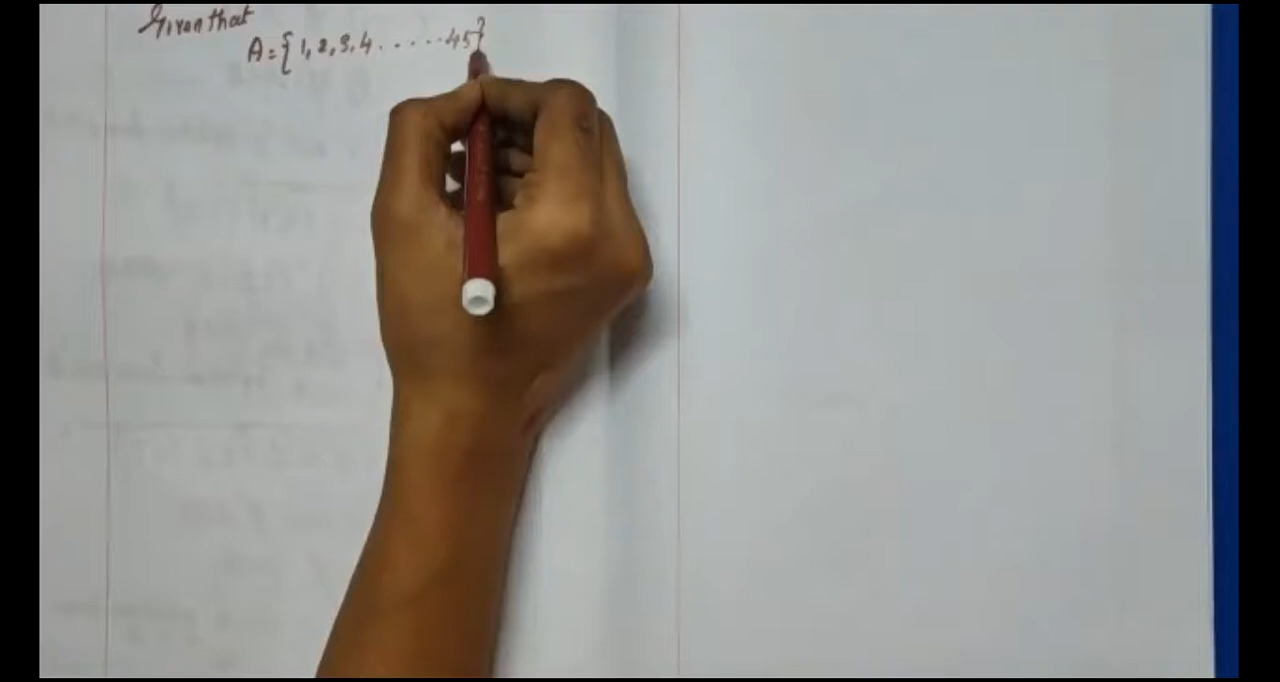 Given that
A = { 1, 2, 3, 4 . . . . . 45}